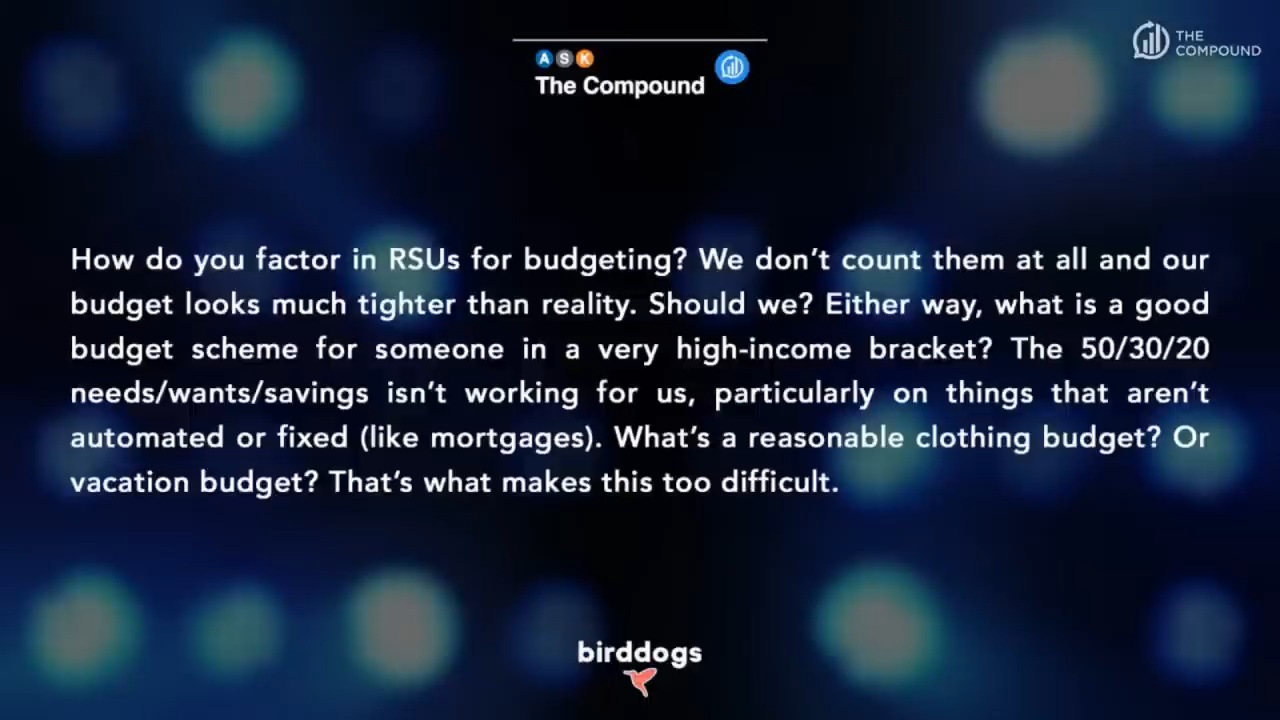 A S K
The Compound
THE
COMPOUND
How do you factor in RSUs for budgeting? We don't count them at all and our
budget looks much tighter than reality. Should we? Either way, what is a good
budget scheme for someone in a very high-income bracket? The 50/30/20
needs/wants/savings isn't working for us, particularly on things that aren't
automated or fixed (like mortgages). What's a reasonable clothing budget? Or
vacation budget? That's what makes this too difficult.
birddogs